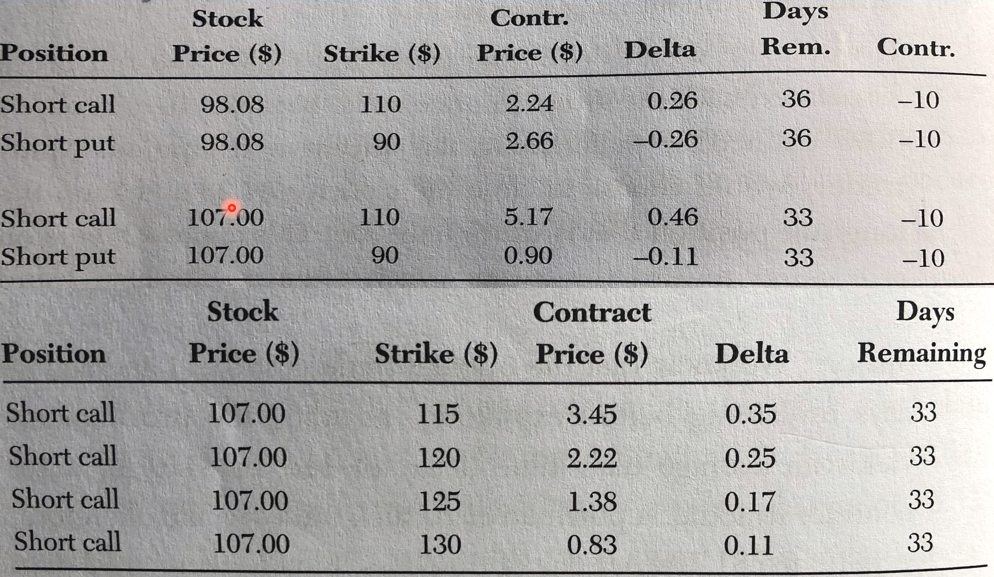 Stock Contr. Days
Position Price ($) Strike ($) Price ($) Delta Rem. Contr.
Short call 98.08 110 2.24 0.26 36 –10
Short put 98.08 90 2.66 –0.26 36 –10
Short call 107.00 110 5.17 0.46 33 –10
Short put 107.00 90 0.90 –0.11 33 –10
Stock Contract Days
Position Price ($) Strike ($) Price ($) Delta Remaining
Short call 107.00 115 3.45 0.35 33
Short call 107.00 120 2.22 0.25 33
Short call 107.00 125 1.38 0.17 33
Short call 107.00 130 0.83 0.11 33